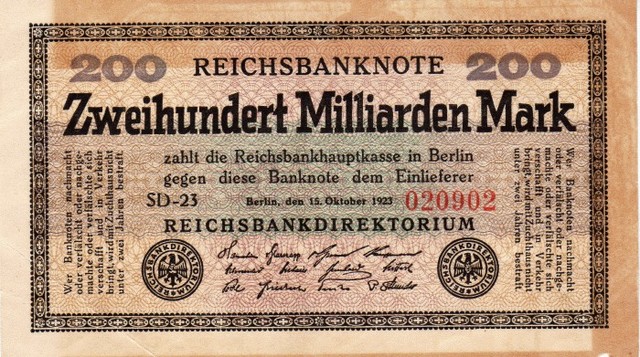 200 REICHSBANKNOTE 200
Zweihundert Milliarden Mark
zahlt die Reichsbankhauptkasse in Berlin
gegen diese Banknote dem Einlieferer
SD-23 Berlin, den 15. Oktober 1923 020902
REICHSBANKDIREKTORIUM
Wer Banknoten nachmacht
oder verfälscht oder nachge-
machte oder verfälschte sich
verschafft und in Verkehr
bringt, wird mit Zuchthaus nicht
unter zwei Jahren bestraft
Wer Banknoten nachmacht
oder verfälscht oder nachge-
machte oder verfälschte sich
verschafft und in Verkehr
bringt, wird mit Zuchthaus nicht
unter zwei Jahren bestraft
REICHSBANKDIREKTORIUM
REICHSBANKDIREKTORIUM